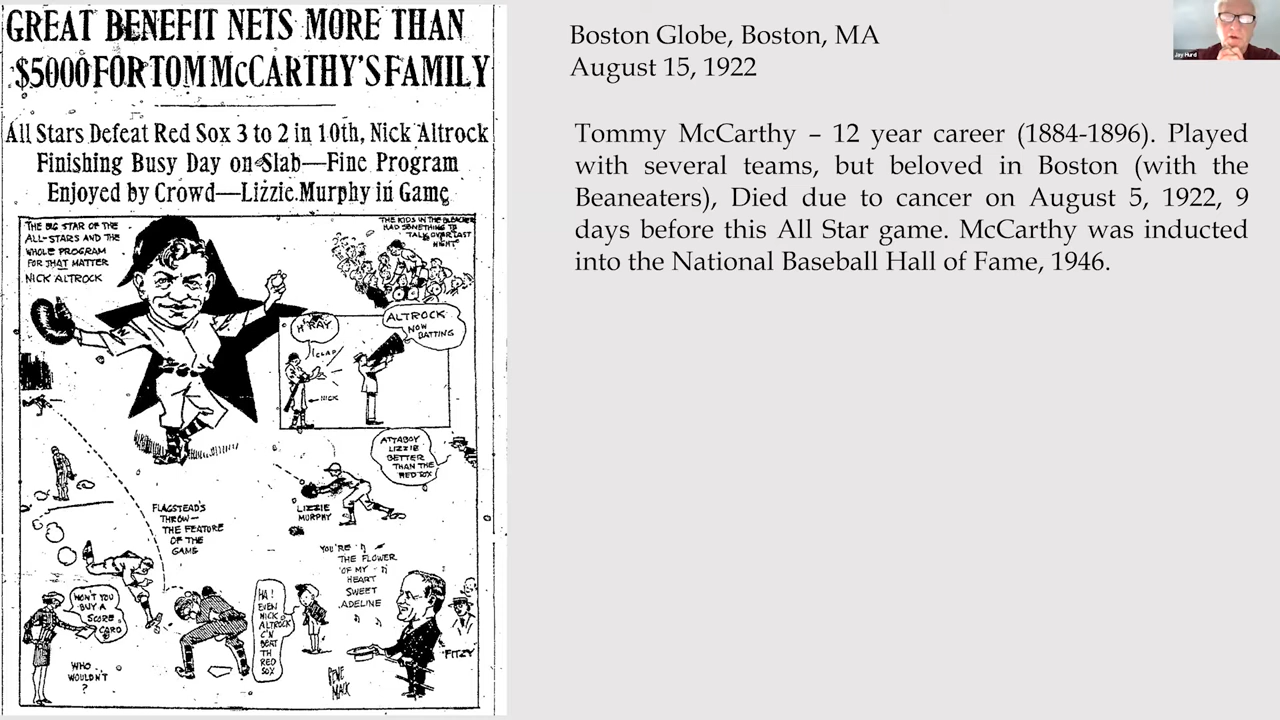 GREAT BENEFIT NETS MORE THAN
$5000 FOR TOM McCARTHY'S FAMILY
All Stars Defeat Red Sox 3 to 2 in 10th, Nick Altrock
Finishing Busy Day on Slab—Fine Program
Enjoyed by Crowd—Lizzie Murphy in Game
THE BIG STAR OF THE
ALL-STARS AND THE
WHOLE PROGRAM
FOR THAT MATTER
NICK ALTROCK
THE KIDS IN THE BLEACHERS
HAD SOMETHING TO
"TALK OVER LAST
NIGHT"
H'RAY
CLAP
NICK
ALTROCK
NOW
BATTING
ATTABOY
LIZZIE
BETTER
THAN THE
RED SOX
LIZZIE
MURPHY
FLAGSTEAD'S
THROW—
THE FEATURE
OF THE
GAME
WON'T YOU
BUY A
SCORE
CARD
WHO
WOULDN'T
?
HA!
EVEN
NICK
ALTROCK
C'N
BEAT
TH
RED
SOX
YOU'RE
THE FLOWER
OF MY
HEART
SWEET
ADELINE
"FITZY"
GENE
MACK
Boston Globe, Boston, MA
August 15, 1922
Tommy McCarthy – 12 year career (1884-1896). Played
with several teams, but beloved in Boston (with the
Beaneaters), Died due to cancer on August 5, 1922, 9
days before this All Star game. McCarthy was inducted
into the National Baseball Hall of Fame, 1946.
Jay Hurd